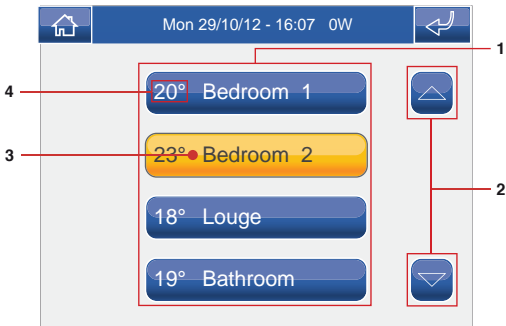 Mon 29/10/12 - 16:07 0W
1
4
20° Bedroom 1
3
23° Bedroom 2
2
18° Louge
19° Bathroom